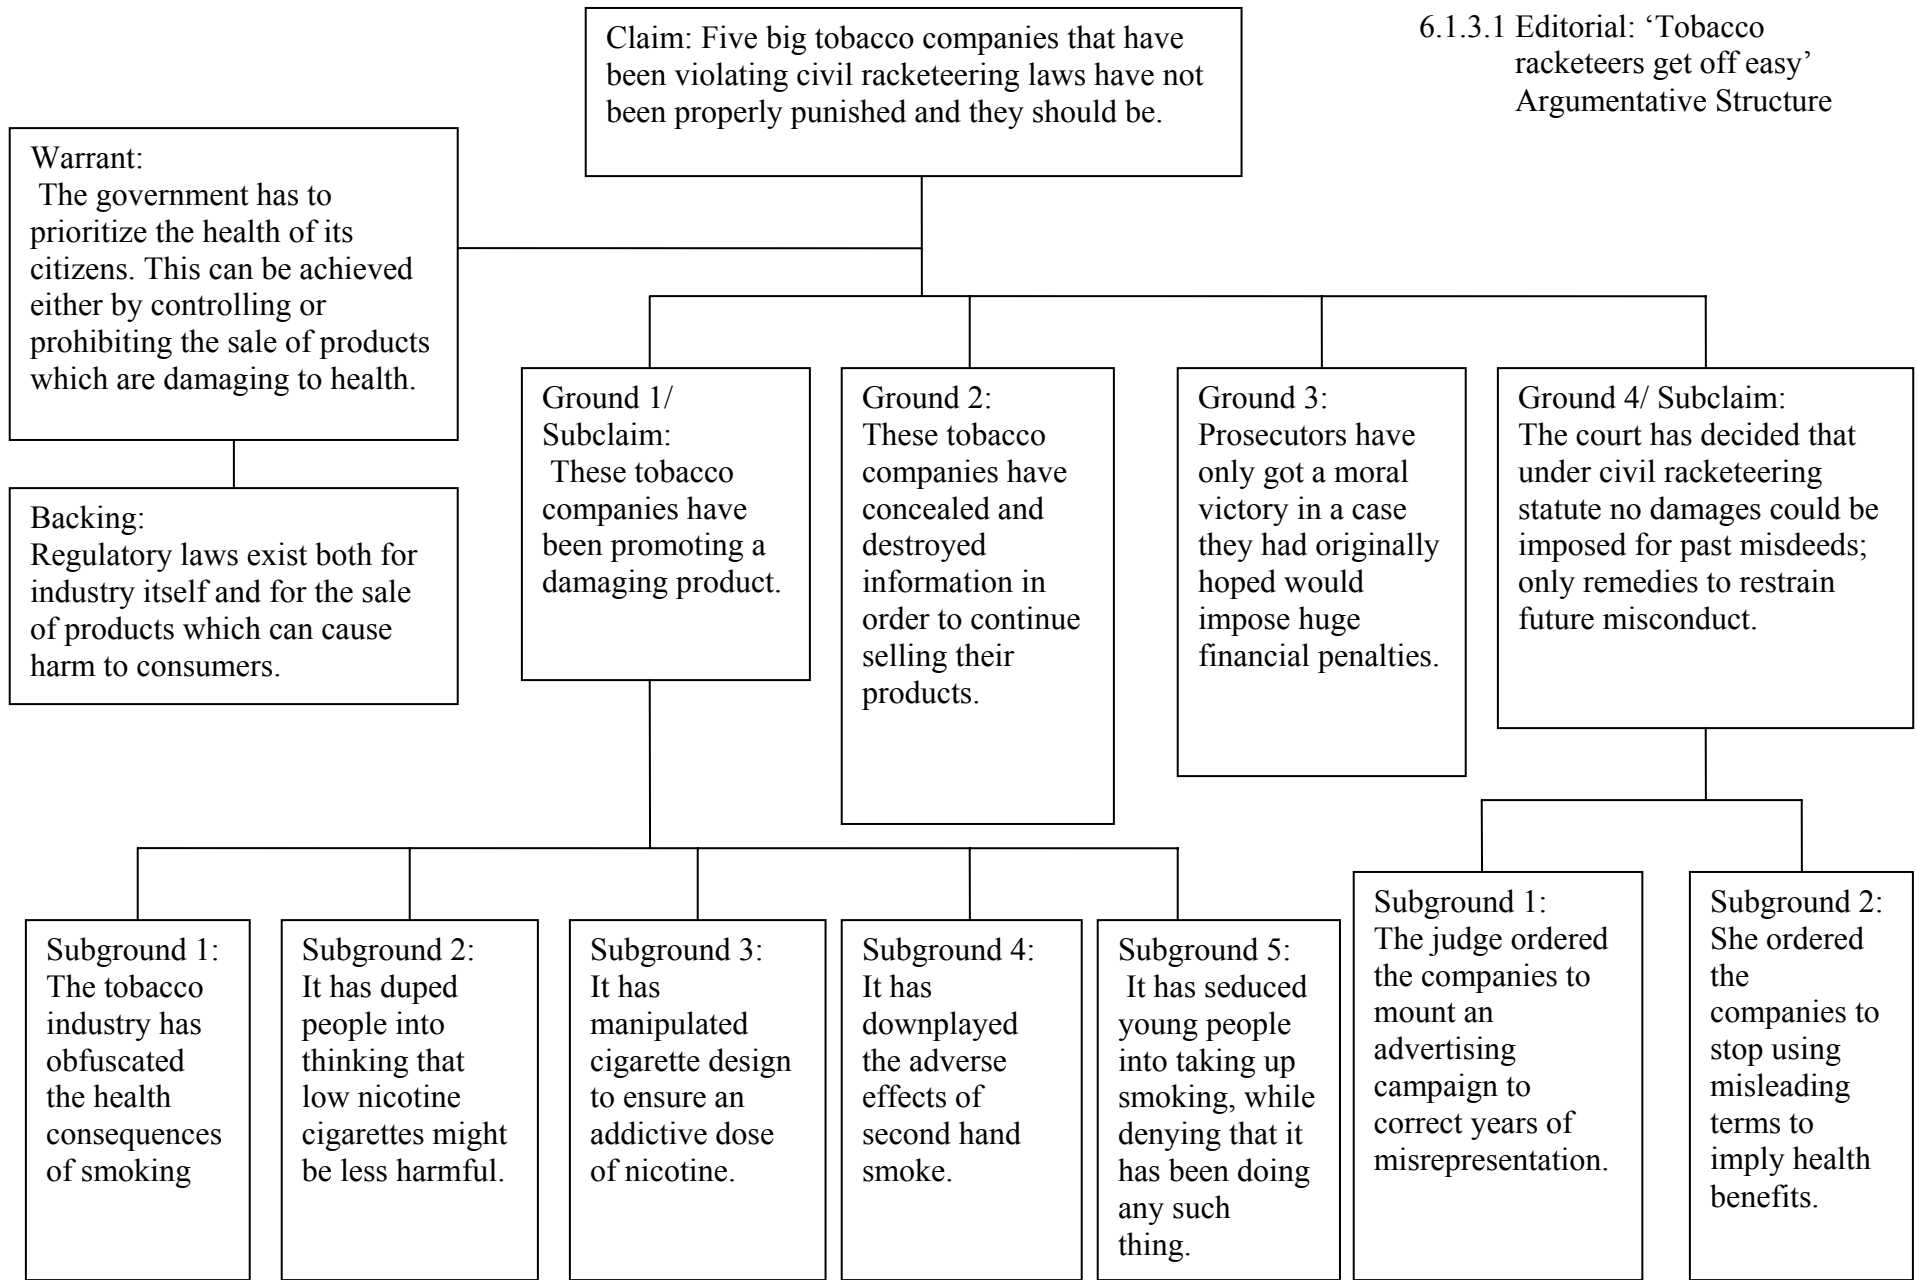 Claim: Five big tobacco companies that have
been violating civil racketeering laws have not
been properly punished and they should be.
6.1.3.1 Editorial: ‘Tobacco
racketeers get off easy’
Argumentative Structure
Warrant:
The government has to
prioritize the health of its
citizens. This can be achieved
either by controlling or
prohibiting the sale of products
which are damaging to health.
Backing:
Regulatory laws exist both for
industry itself and for the sale
of products which can cause
harm to consumers.
Ground 1/
Subclaim:
These tobacco
companies have
been promoting a
damaging product.
Ground 2:
These tobacco
companies have
concealed and
destroyed
information in
order to continue
selling their
products.
Ground 3:
Prosecutors have
only got a moral
victory in a case
they had originally
hoped would
impose huge
financial penalties.
Ground 4/ Subclaim:
The court has decided that
under civil racketeering
statute no damages could be
imposed for past misdeeds;
only remedies to restrain
future misconduct.
Subground 1:
The tobacco
industry has
obfuscated
the health
consequences
of smoking
Subground 2:
It has duped
people into
thinking that
low nicotine
cigarettes might
be less harmful.
Subground 3:
It has
manipulated
cigarette design
to ensure an
addictive dose
of nicotine.
Subground 4:
It has
downplayed
the adverse
effects of
second hand
smoke.
Subground 5:
It has seduced
young people
into taking up
smoking, while
denying that it
has been doing
any such
thing.
Subground 1:
The judge ordered
the companies to
mount an
advertising
campaign to
correct years of
misrepresentation.
Subground 2:
She ordered
the
companies to
stop using
misleading
terms to
imply health
benefits.